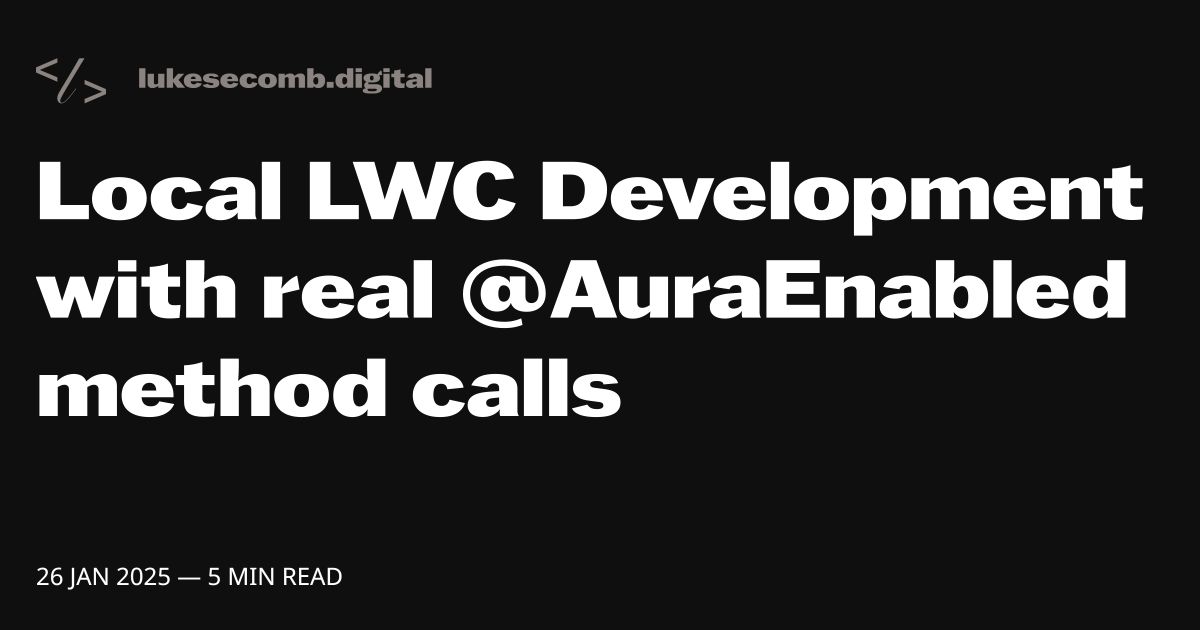 </> lukesecomb.digital
Local LWC Development
with real @AuraEnabled
method calls
26 JAN 2025 — 5 MIN READ